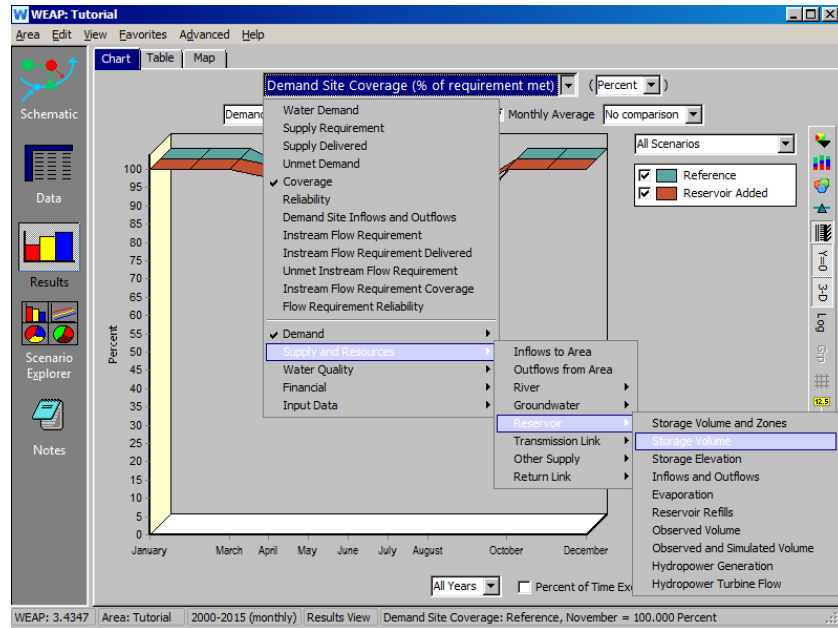 WEAP: Tutorial
Area Edit View Favorites Advanced Help
Chart Table Map
Demand Site Coverage (% of requirement met) (Percent)
Demand Monthly Average No comparison
All Scenarios
Reference
Reservoir Added
Schematic
Data
Results
Scenario
Explorer
Notes
Water Demand
Supply Requirement
Supply Delivered
Unmet Demand
Coverage
Reliability
Demand Site Inflows and Outflows
Instream Flow Requirement
Instream Flow Requirement Delivered
Unmet Instream Flow Requirement
Instream Flow Requirement Coverage
Flow Requirement Reliability
Demand
Supply and Resources
Water Quality
Financial
Input Data
Inflows to Area
Outflows from Area
River
Groundwater
Reservoir
Transmission Link
Other Supply
Return Link
Storage Volume and Zones
Storage Volume
Storage Elevation
Inflows and Outflows
Evaporation
Reservoir Refills
Observed Volume
Observed and Simulated Volume
Hydropower Generation
Hydropower Turbine Flow
Y=0
3-D
Log
12.5
Percent
100
95
90
85
80
75
70
65
60
55
50
45
40
35
30
25
20
15
10
5
0
January March April May June July August October December
All Years Percent of Time Exc
WEAP: 3.4347 Area: Tutorial 2000-2015 (monthly) Results View Demand Site Coverage: Reference, November = 100.000 Percent